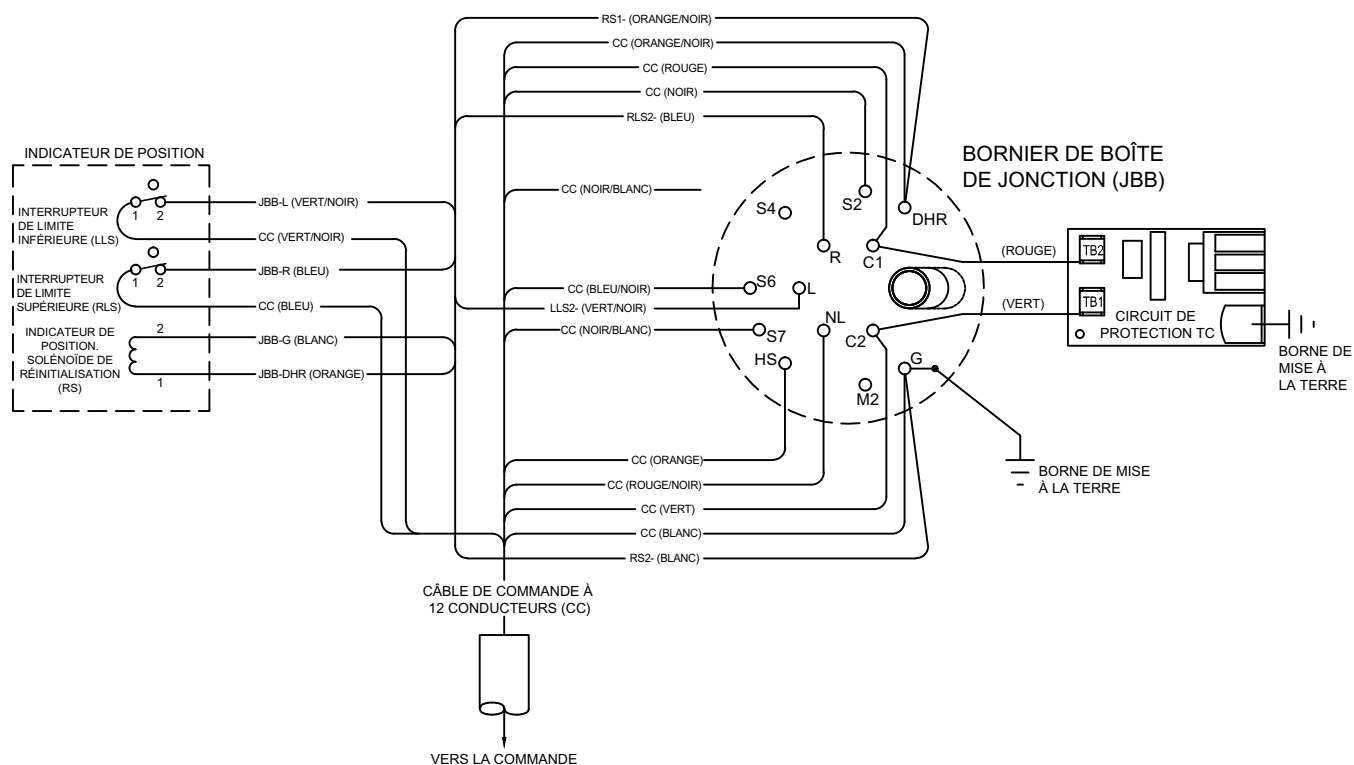 RS1- (ORANGE/NOIR)
CC (ORANGE/NOIR)
CC (ROUGE)
CC (NOIR)
RLS2- (BLEU)
INDICATEUR DE POSITION
BORNIER DE BOÎTE
DE JONCTION (JBB)
INTERRUPTEUR
DE LIMITE
INFÉRIEURE (LLS)
1
2
JBB-L (VERT/NOIR)
CC (VERT/NOIR)
INTERRUPTEUR
DE LIMITE
SUPÉRIEURE (RLS)
1
2
JBB-R (BLEU)
CC (BLEU)
INDICATEUR DE
POSITION.
SOLÉNOÏDE DE
RÉINITIALISATION
(RS)
2
1
JBB-G (BLANC)
JBB-DHR (ORANGE)
CC (NOIR/BLANC)
CC (BLEU/NOIR)
LLS2- (VERT/NOIR)
CC (NOIR/BLANC)
S4
S2
DHR
R
C1
S6
L
S7
NL
C2
HS
G
M2
(ROUGE)
(VERT)
TB2
TB1
CIRCUIT DE
PROTECTION TC
BORNE DE
MISE À
LA TERRE
BORNE DE MISE
À LA TERRE
CC (ORANGE)
CC (ROUGE/NOIR)
CC (VERT)
CC (BLANC)
RS2- (BLANC)
CÂBLE DE COMMANDE À
12 CONDUCTEURS (CC)
VERS LA COMMANDE